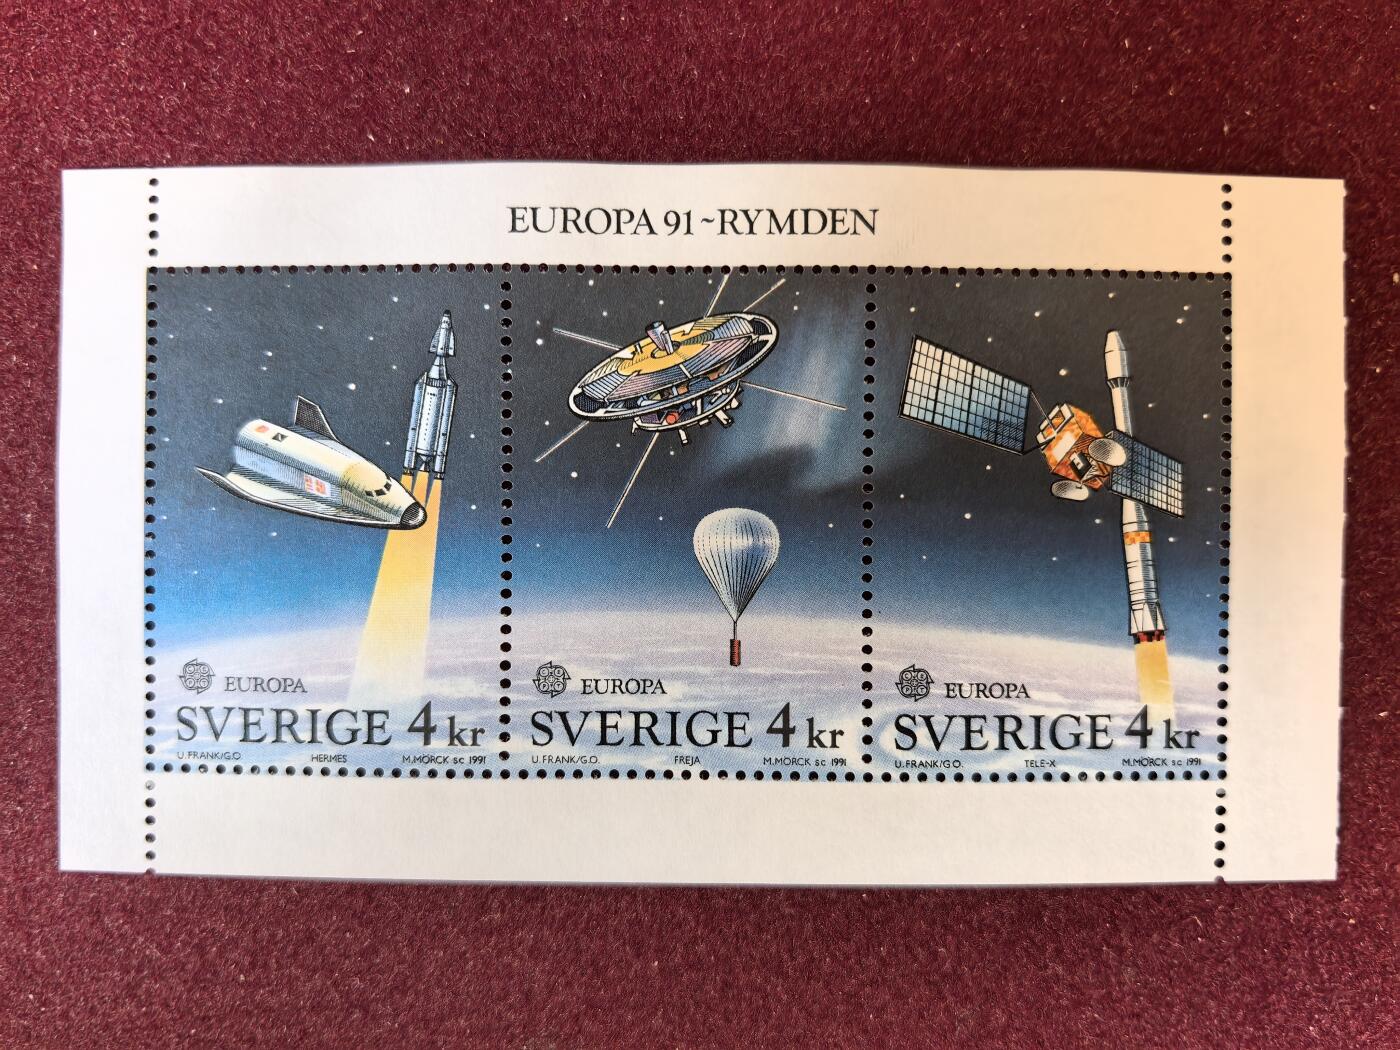 EUROPA 91~RYMDEN
EUROPA
SVERIGE 4 kr
U.FRANK/G.O. HERMES M.MÖRCK sc 1991
EUROPA
SVERIGE 4 kr
U.FRANK/G.O. FREJA M.MÖRCK sc 1991
EUROPA
SVERIGE 4 kr
U.FRANK/G.O. TELE-X M.MÖRCK sc 1991